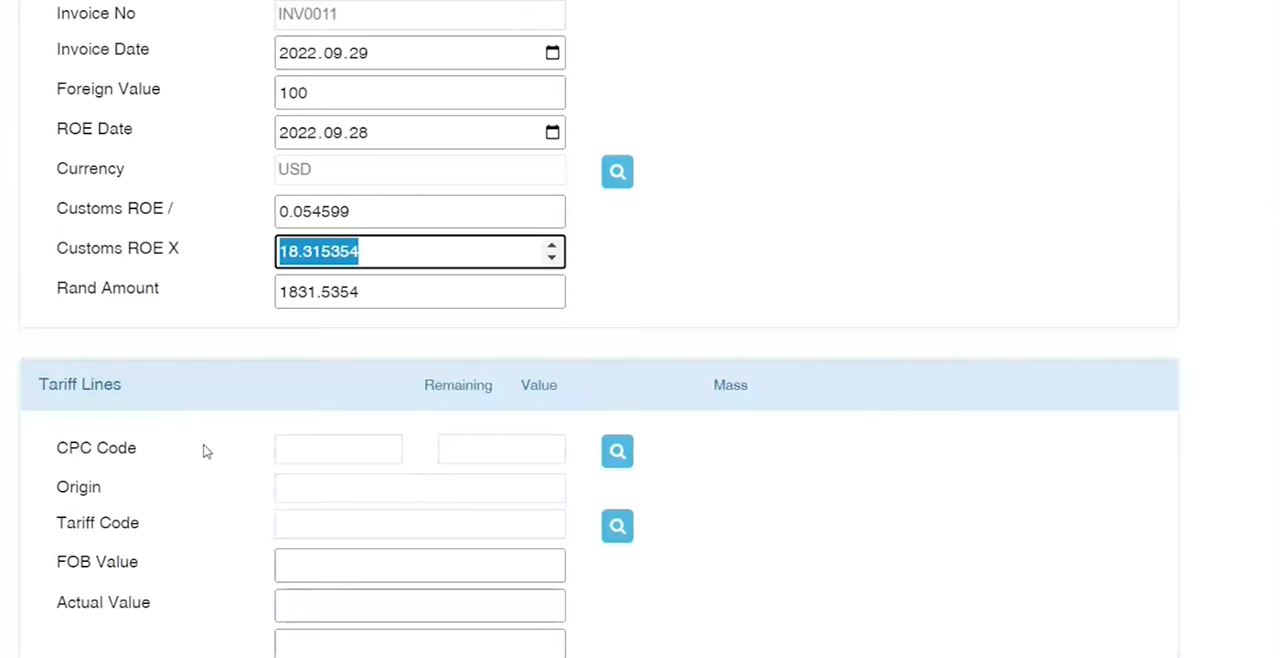 Invoice No INV0011
Invoice Date 2022.09.29
Foreign Value 100
ROE Date 2022.09.28
Currency USD
Customs ROE / 0.054599
Customs ROE X 18.315354
Rand Amount 1831.5354
Tariff Lines Remaining Value Mass
CPC Code
Origin
Tariff Code
FOB Value
Actual Value